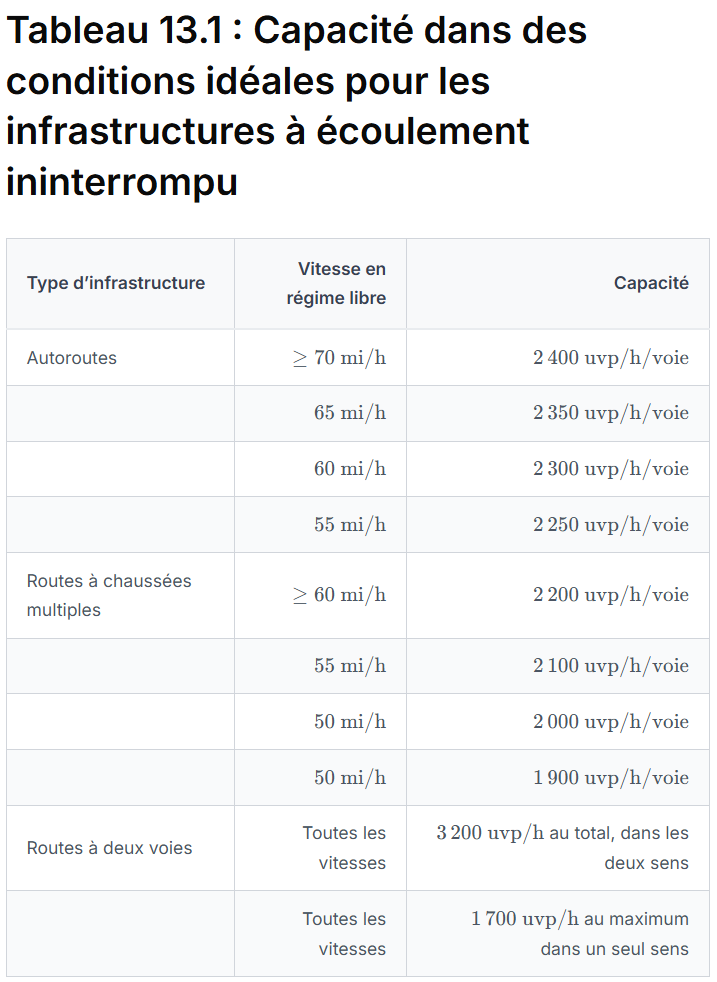 Tableau 13.1 : Capacité dans des
conditions idéales pour les
infrastructures à écoulement
ininterrompu
Type d’infrastructure Vitesse en régime libre Capacité
Autoroutes ≥ 70 mi/h 2 400 uvp/h/voie
65 mi/h 2 350 uvp/h/voie
60 mi/h 2 300 uvp/h/voie
55 mi/h 2 250 uvp/h/voie
Routes à chaussées multiples ≥ 60 mi/h 2 200 uvp/h/voie
55 mi/h 2 100 uvp/h/voie
50 mi/h 2 000 uvp/h/voie
50 mi/h 1 900 uvp/h/voie
Routes à deux voies Toutes les vitesses 3 200 uvp/h au total, dans les deux sens
Toutes les vitesses 1 700 uvp/h au maximum dans un seul sens